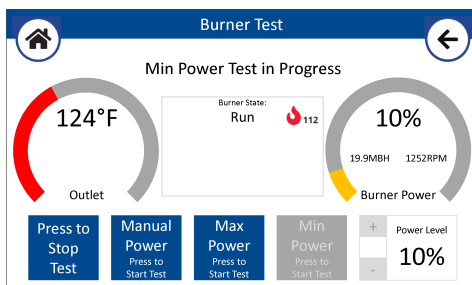 Burner Test
Min Power Test in Progress
124°F
Outlet
Burner State:
Run
112
10%
19.9MBH 1252RPM
Burner Power
Press to
Stop
Test
Manual
Power
Press to
Start Test
Max
Power
Press to
Start Test
Min
Power
Press to
Start Test
+
-
Power Level
10%